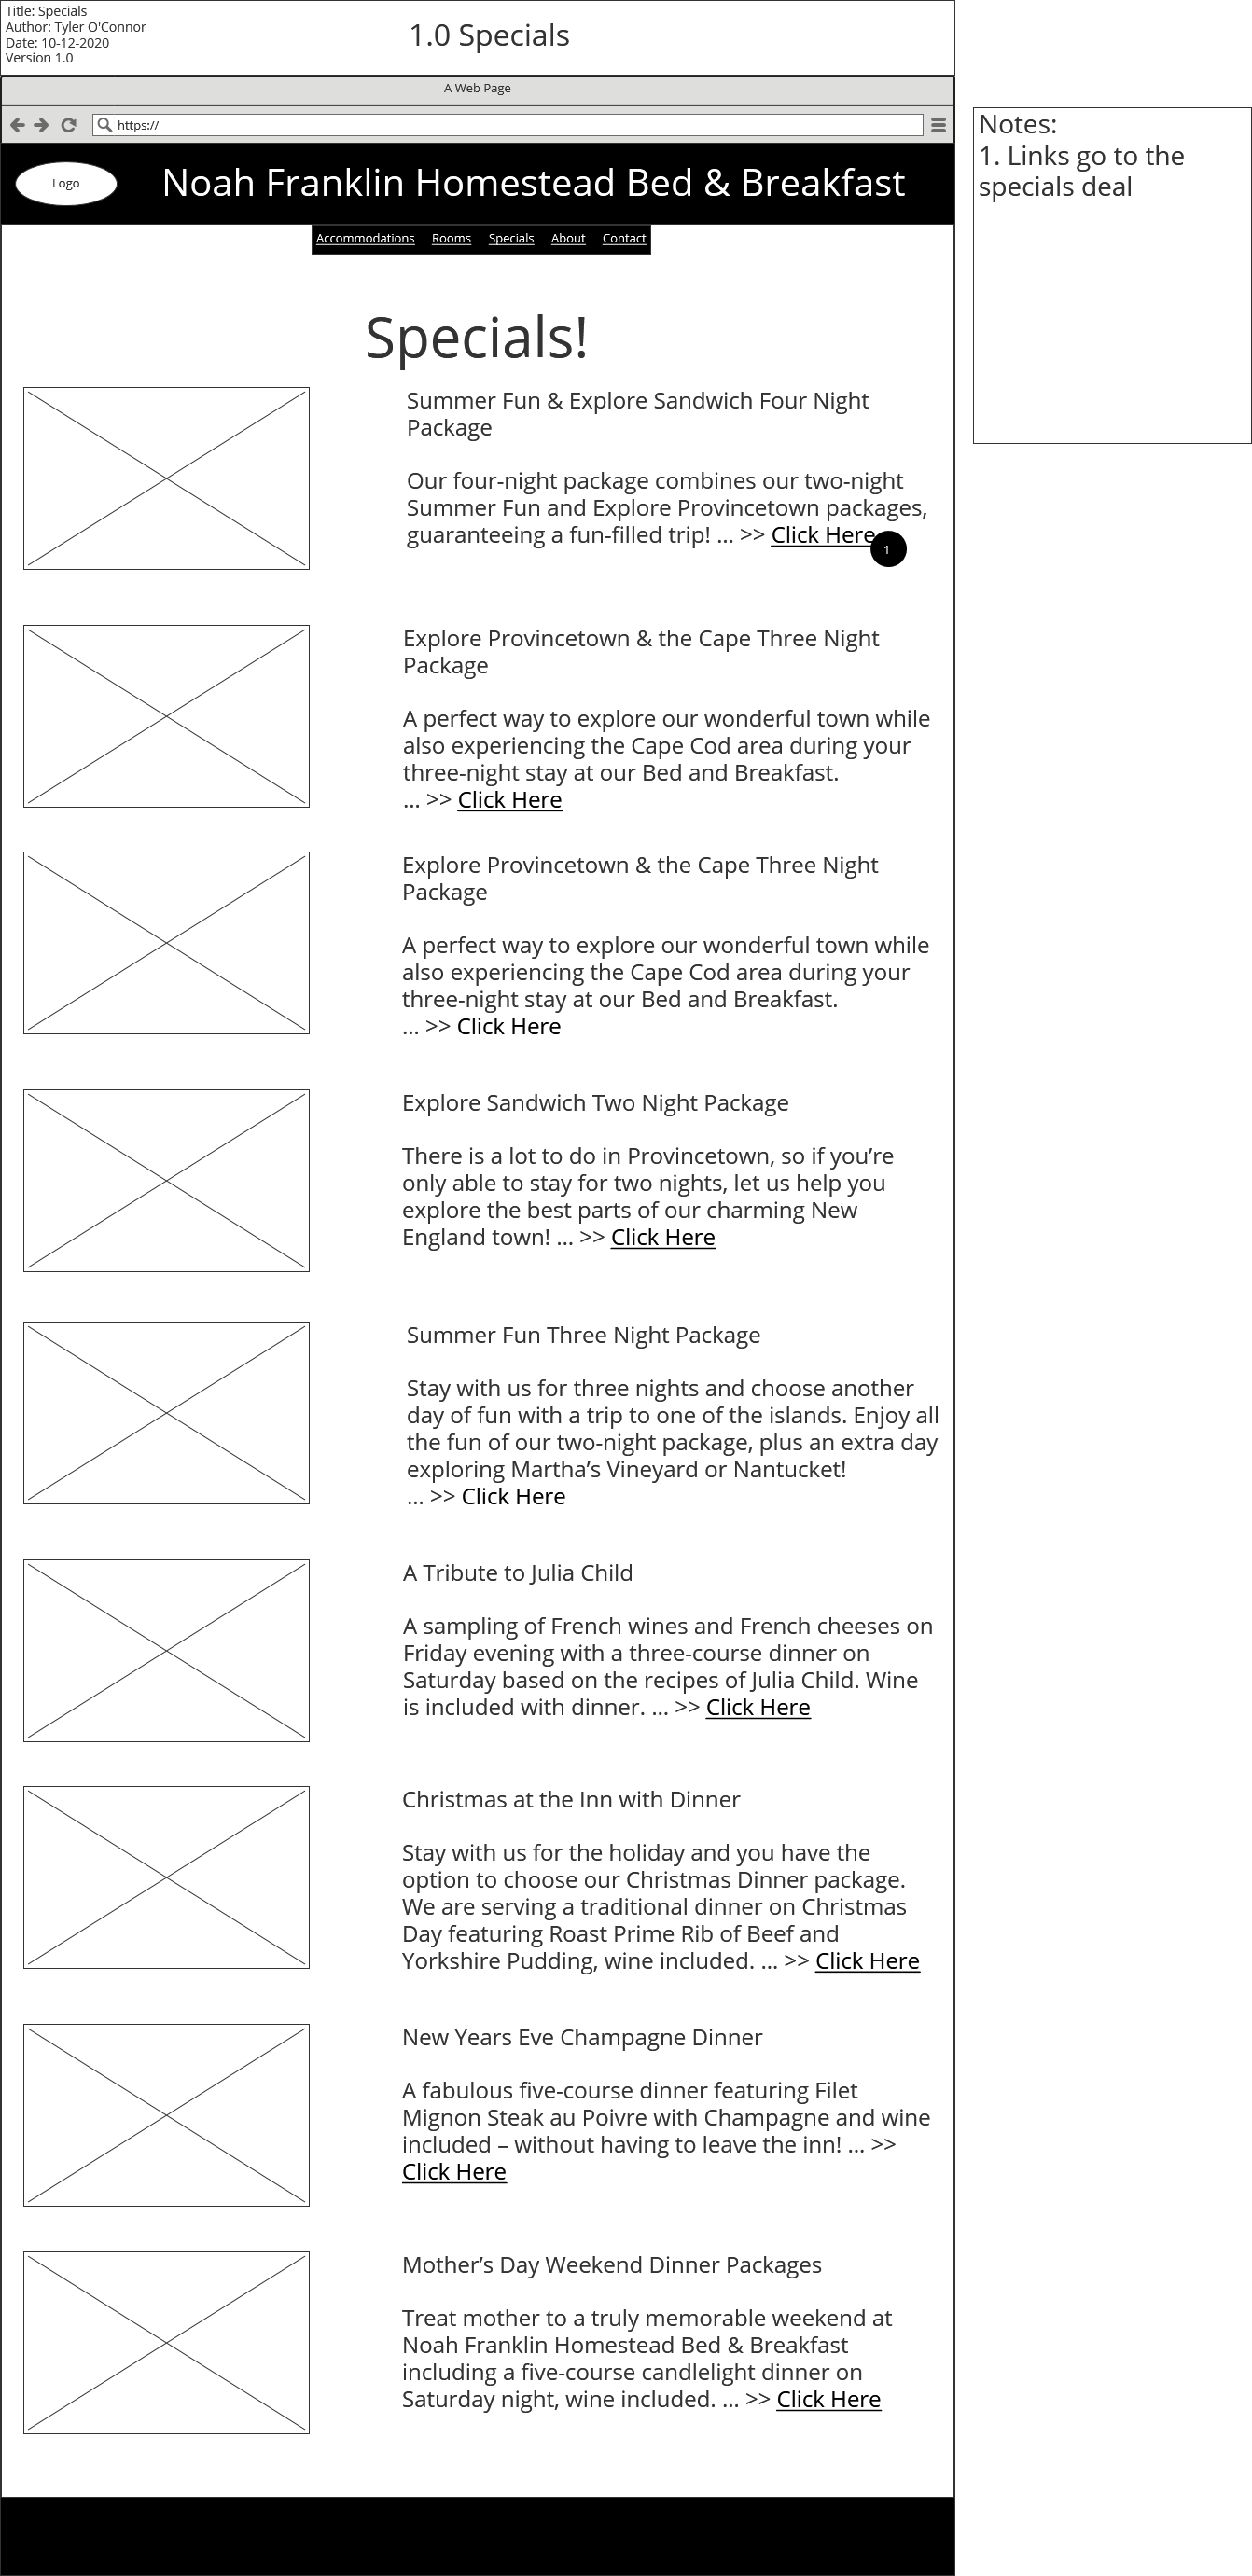 Title: Specials
Author: Tyler O'Connor
Date: 10-12-2020
Version 1.0
1.0 Specials
A Web Page
https://
Logo
Noah Franklin Homestead Bed & Breakfast
Accommodations Rooms Specials About Contact
Notes:
1. Links go to the
specials deal
Specials!
Summer Fun & Explore Sandwich Four Night
Package
Our four-night package combines our two-night
Summer Fun and Explore Provincetown packages,
guaranteeing a fun-filled trip! ... >> Click Here
1
Explore Provincetown & the Cape Three Night
Package
A perfect way to explore our wonderful town while
also experiencing the Cape Cod area during your
three-night stay at our Bed and Breakfast.
... >> Click Here
Explore Provincetown & the Cape Three Night
Package
A perfect way to explore our wonderful town while
also experiencing the Cape Cod area during your
three-night stay at our Bed and Breakfast.
... >> Click Here
Explore Sandwich Two Night Package
There is a lot to do in Provincetown, so if you’re
only able to stay for two nights, let us help you
explore the best parts of our charming New
England town! ... >> Click Here
Summer Fun Three Night Package
Stay with us for three nights and choose another
day of fun with a trip to one of the islands. Enjoy all
the fun of our two-night package, plus an extra day
exploring Martha’s Vineyard or Nantucket!
... >> Click Here
A Tribute to Julia Child
A sampling of French wines and French cheeses on
Friday evening with a three-course dinner on
Saturday based on the recipes of Julia Child. Wine
is included with dinner. ... >> Click Here
Christmas at the Inn with Dinner
Stay with us for the holiday and you have the
option to choose our Christmas Dinner package.
We are serving a traditional dinner on Christmas
Day featuring Roast Prime Rib of Beef and
Yorkshire Pudding, wine included. ... >> Click Here
New Years Eve Champagne Dinner
A fabulous five-course dinner featuring Filet
Mignon Steak au Poivre with Champagne and wine
included – without having to leave the inn! ... >>
Click Here
Mother’s Day Weekend Dinner Packages
Treat mother to a truly memorable weekend at
Noah Franklin Homestead Bed & Breakfast
including a five-course candlelight dinner on
Saturday night, wine included. ... >> Click Here